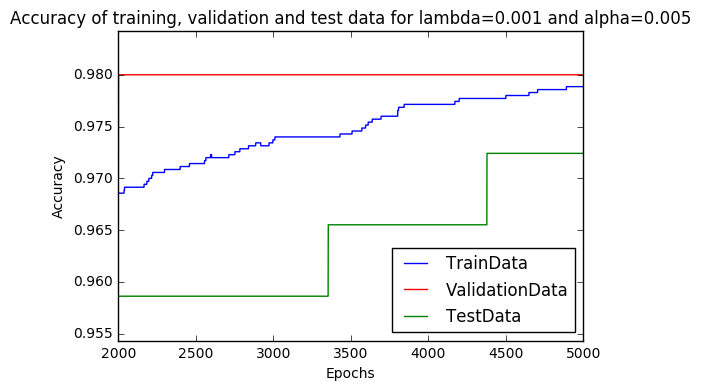 Accuracy of training, validation and test data for lambda=0.001 and alpha=0.005
0.980
0.975
0.970
0.965
0.960
0.955
Accuracy
2000 2500 3000 3500 4000 4500 5000
Epochs
TrainData
ValidationData
TestData